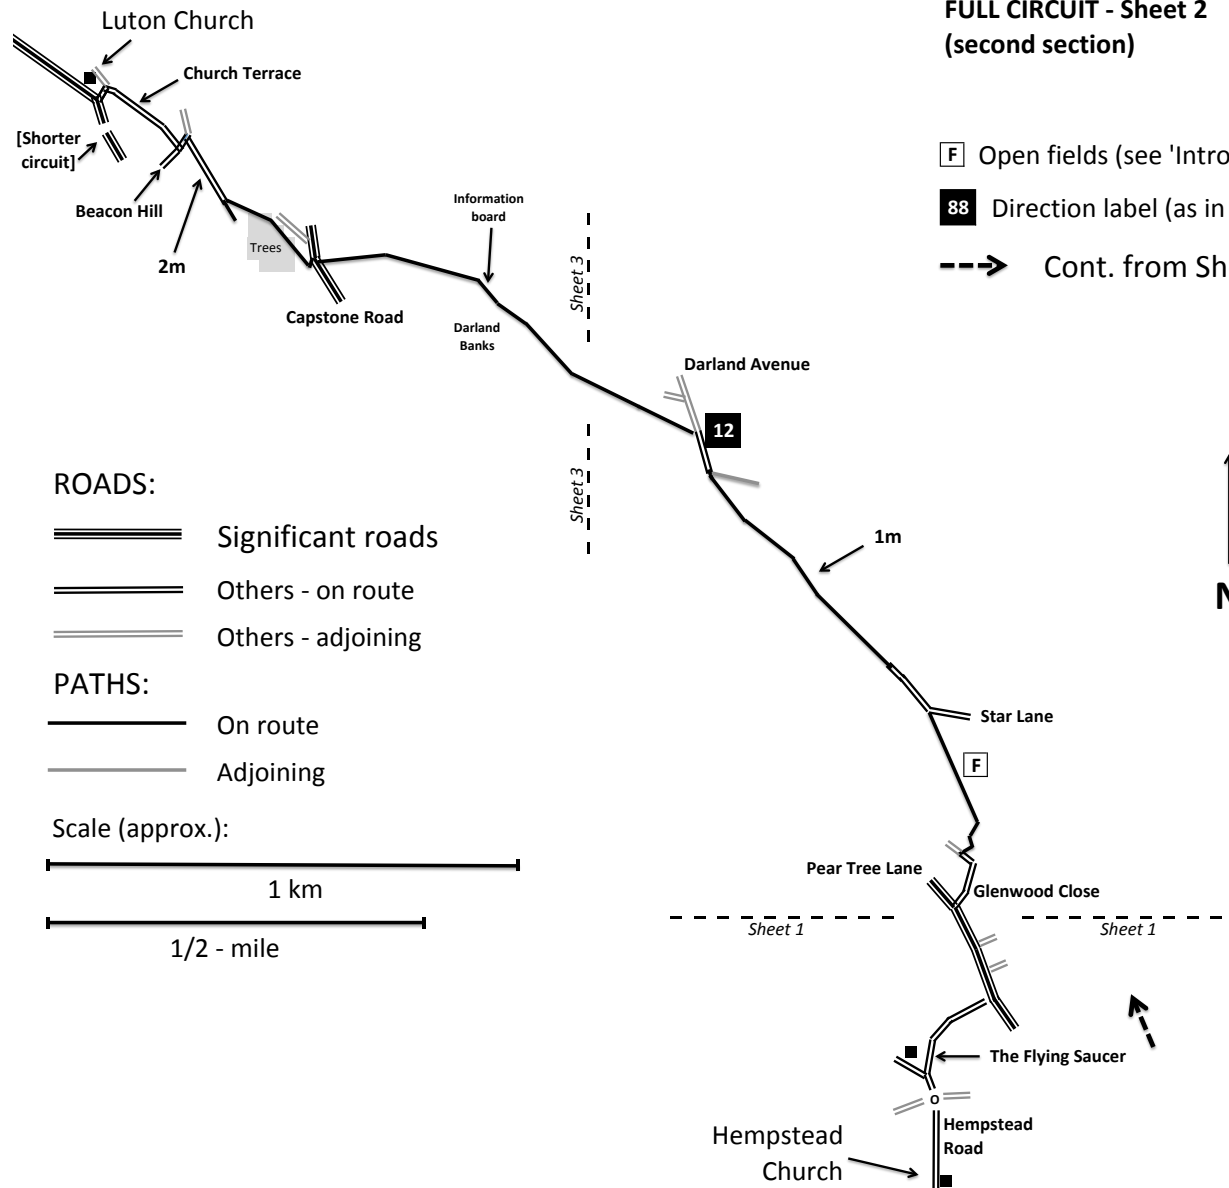 FULL CIRCUIT - Sheet 2
(second section)
Luton Church
Church Terrace
[Shorter
circuit]
Beacon Hill
2m
Trees
Capstone Road
Information
board
Darland
Banks
Sheet 3
Sheet 3
F Open fields (see 'Intro
88 Direction label (as in
Cont. from Sh
Darland Avenue
12
1m
N
ROADS:
Significant roads
Others - on route
Others - adjoining
PATHS:
On route
Adjoining
Scale (approx.):
1 km
1/2 - mile
Star Lane
F
Pear Tree Lane
Glenwood Close
Sheet 1
Sheet 1
The Flying Saucer
O
Hempstead
Road
Hempstead
Church